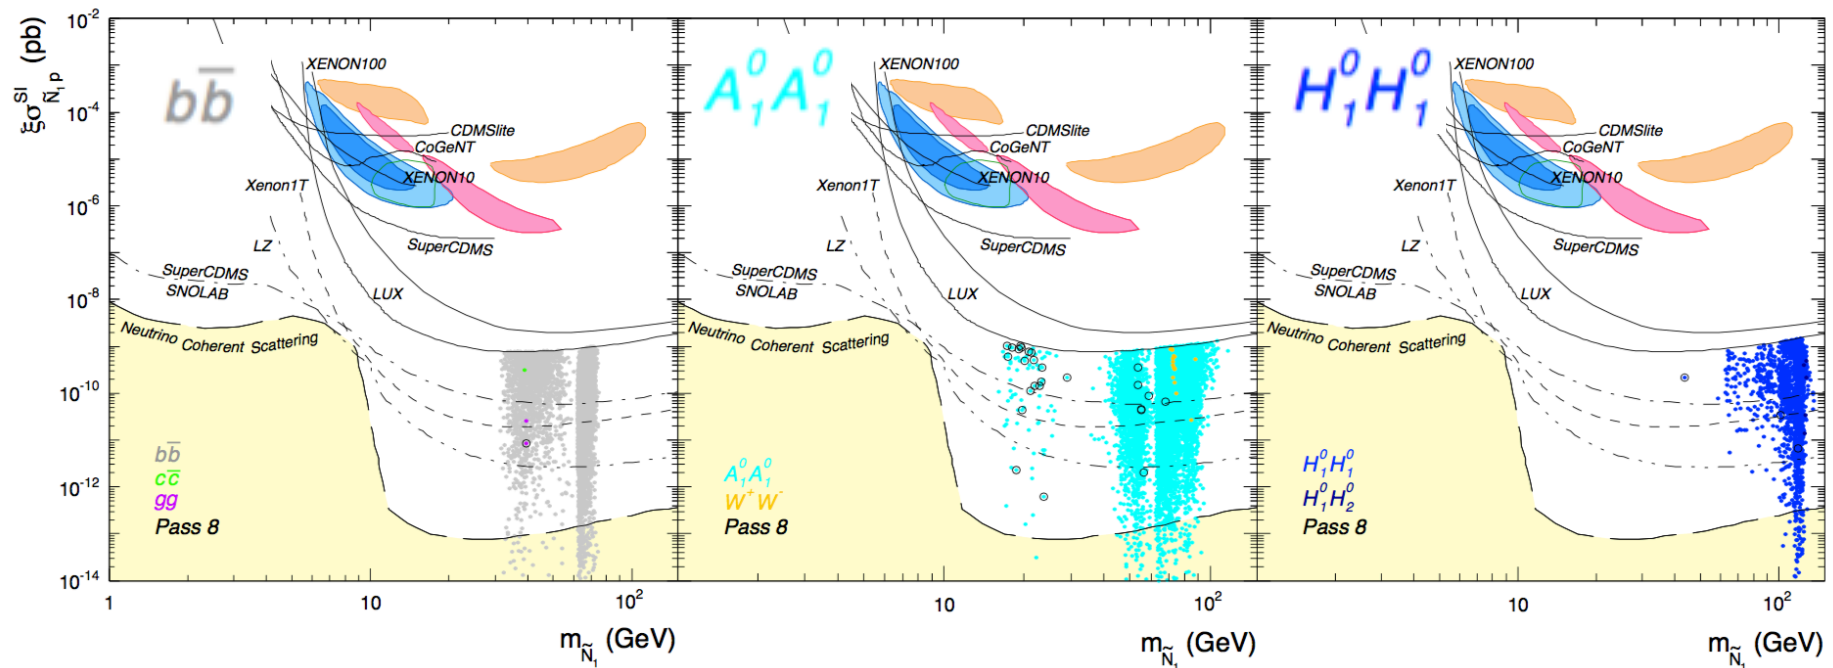 ξσ^SI_Ñ₁p (pb)
10⁻²
10⁻⁴
10⁻⁶
10⁻⁸
10⁻¹⁰
10⁻¹²
10⁻¹⁴
bb̅
XENON100
CDMSlite
CoGeNT
XENON10
Xenon1T
LZ
SuperCDMS
SuperCDMS
SNOLAB
LUX
Neutrino Coherent Scattering
bb̅
cc̅
gg
Pass 8
1
10
10²
m_Ñ₁ (GeV)
A⁰₁A⁰₁
XENON100
CDMSlite
CoGeNT
XENON10
Xenon1T
LZ
SuperCDMS
SuperCDMS
SNOLAB
LUX
Neutrino Coherent Scattering
A⁰₁A⁰₁
W⁺W⁻
Pass 8
10
10²
m_Ñ₁ (GeV)
H⁰₁H⁰₁
XENON100
CDMSlite
CoGeNT
XENON10
Xenon1T
LZ
SuperCDMS
SuperCDMS
SNOLAB
LUX
Neutrino Coherent Scattering
H⁰₁H⁰₁
H⁰₁H⁰₂
Pass 8
10
10²
m_Ñ₁ (GeV)